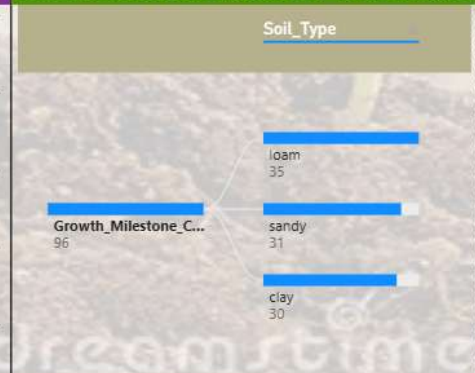 Soil_Type
loam
35
Growth_Milestone_C...
96
sandy
31
clay
30
dreamstime